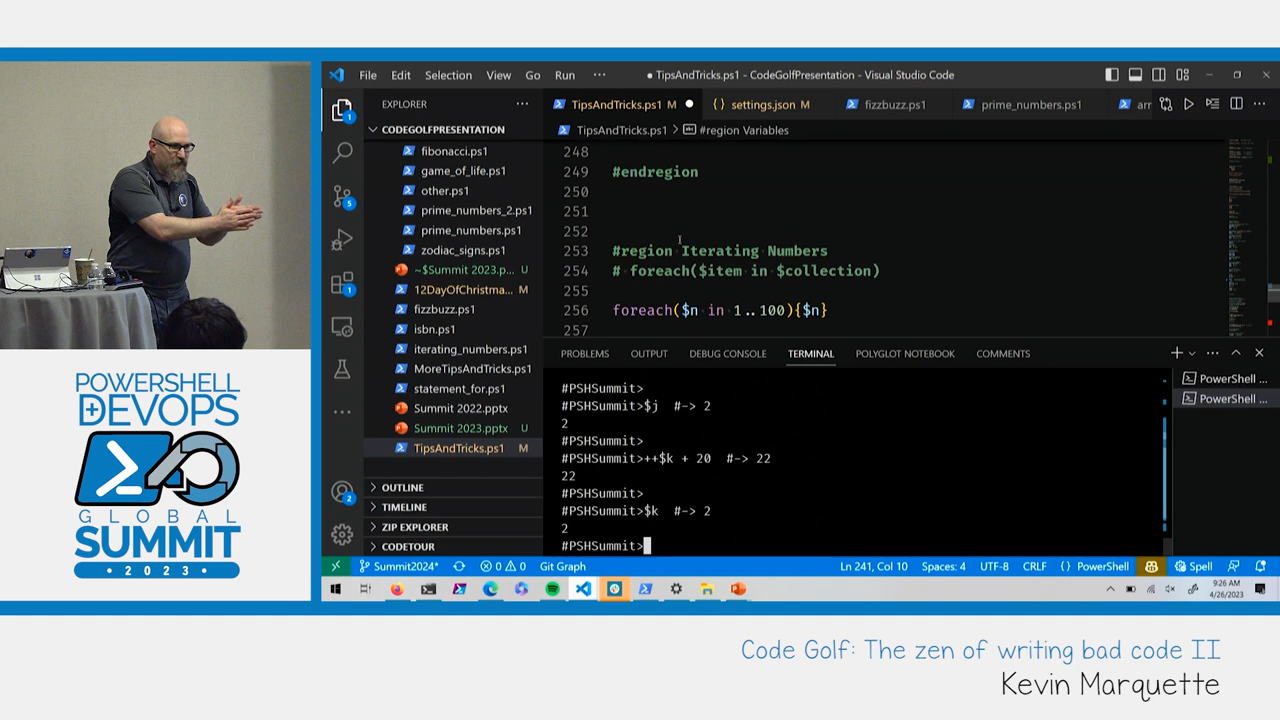 File Edit Selection View Go Run ··· ● TipsAndTricks.ps1 - CodeGolfPresentation - Visual Studio Code
EXPLORER ···
TipsAndTricks.ps1 M ●
{} settings.json M
fizzbuzz.ps1
prime_numbers.ps1
arr
CODEGOLFPRESENTATION
TipsAndTricks.ps1 > #region Variables
fibonacci.ps1
game_of_life.ps1
other.ps1
prime_numbers_2.ps1
prime_numbers.ps1
zodiac_signs.ps1
~$Summit 2023.p... U
12DayOfChristma... M
fizzbuzz.ps1
isbn.ps1
iterating_numbers.ps1
MoreTipsAndTricks.ps1
statement_for.ps1
Summit 2022.pptx
Summit 2023.pptx U
TipsAndTricks.ps1 M
OUTLINE
TIMELINE
ZIP EXPLORER
CODETOUR
248
249 #endregion
250
251
252
253 #region Iterating Numbers
254 # foreach($item in $collection)
255
256 foreach($n in 1..100){$n}
257
PROBLEMS OUTPUT DEBUG CONSOLE TERMINAL POLYGLOT NOTEBOOK COMMENTS
#PSHSummit>
#PSHSummit>$j #-> 2
2
#PSHSummit>
#PSHSummit>++$k + 20 #-> 22
22
#PSHSummit>
#PSHSummit>$k #-> 2
2
#PSHSummit>
PowerShell ...
PowerShell ...
1
5
1
2
Summit2024* ⊗ 0 ⚠ 0 Git Graph Ln 241, Col 10 Spaces: 4 UTF-8 CRLF {} PowerShell Spell
9:26 AM
4/26/2023
POWERSHELL
+DEVOPS
GLOBAL
SUMMIT
• 2023 •
Code Golf: The zen of writing bad code II
Kevin Marquette